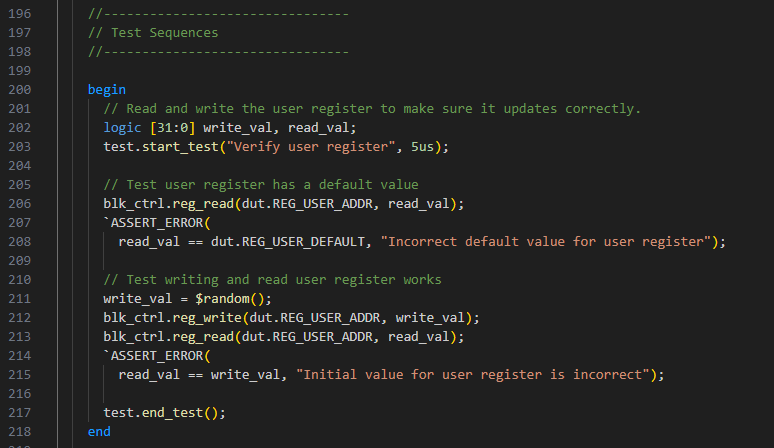 196 //--------------------------------
197 // Test Sequences
198 //--------------------------------
199
200 begin
201 // Read and write the user register to make sure it updates correctly.
202 logic [31:0] write_val, read_val;
203 test.start_test("Verify user register", 5us);
204
205 // Test user register has a default value
206 blk_ctrl.reg_read(dut.REG_USER_ADDR, read_val);
207 `ASSERT_ERROR(
208 read_val == dut.REG_USER_DEFAULT, "Incorrect default value for user register");
209
210 // Test writing and read user register works
211 write_val = $random();
212 blk_ctrl.reg_write(dut.REG_USER_ADDR, write_val);
213 blk_ctrl.reg_read(dut.REG_USER_ADDR, read_val);
214 `ASSERT_ERROR(
215 read_val == write_val, "Initial value for user register is incorrect");
216
217 test.end_test();
218 end